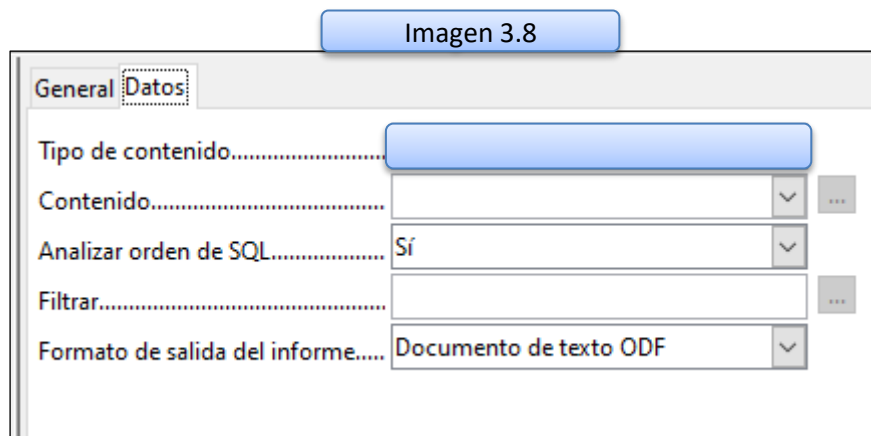 Imagen 3.8
General Datos
Tipo de contenido..........................
Contenido.......................................
Analizar orden de SQL................... Sí
Filtrar................................................ ...
Formato de salida del informe..... Documento de texto ODF